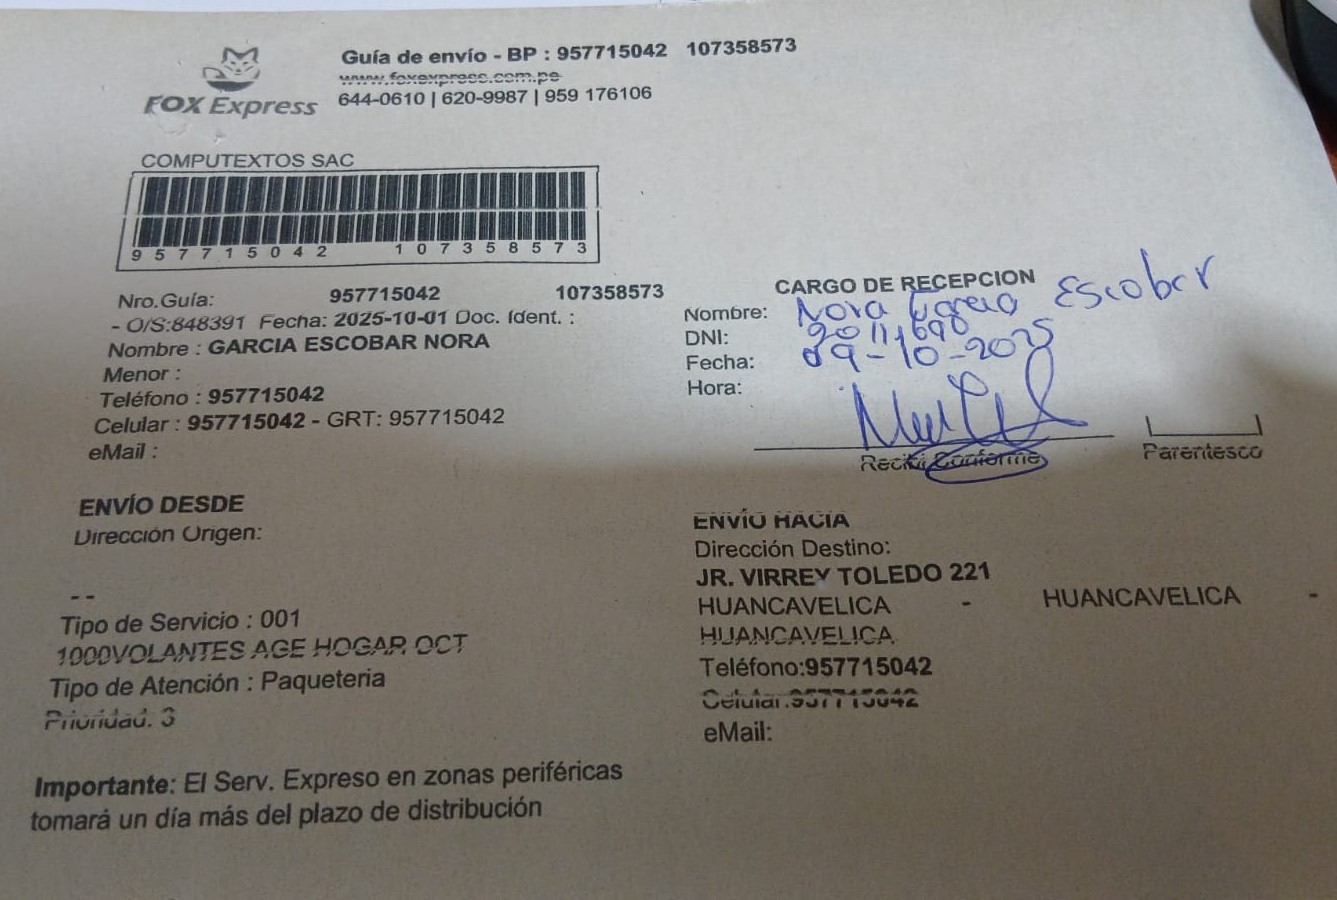 FOX Express
Guía de envío - BP : 957715042 107358573
www.foxexpress.com.pe
644-0610 | 620-9987 | 959 176106
COMPUTEXTOS SAC
957715042 107358573
Nro.Guía: 957715042 107358573
- O/S:848391 Fecha: 2025-10-01 Doc. Ident. :
Nombre : GARCIA ESCOBAR NORA
Menor :
Teléfono : 957715042
Celular : 957715042 - GRT: 957715042
eMail :
CARGO DE RECEPCION
Nombre: Nora Garcia Escobar
DNI: 20111690
Fecha: 09-10-2025
Hora:
Recibí Conforme
Parentesco
ENVÍO DESDE
Dirección Origen:
- -
Tipo de Servicio : 001
1000VOLANTES AGE HOGAR OCT
Tipo de Atención : Paqueteria
Prioridad: 3
ENVÍO HACIA
Dirección Destino:
JR. VIRREY TOLEDO 221
HUANCAVELICA - HUANCAVELICA -
HUANCAVELICA
Teléfono:957715042
Celular:957715042
eMail:
Importante: El Serv. Expreso en zonas periféricas
tomará un día más del plazo de distribución